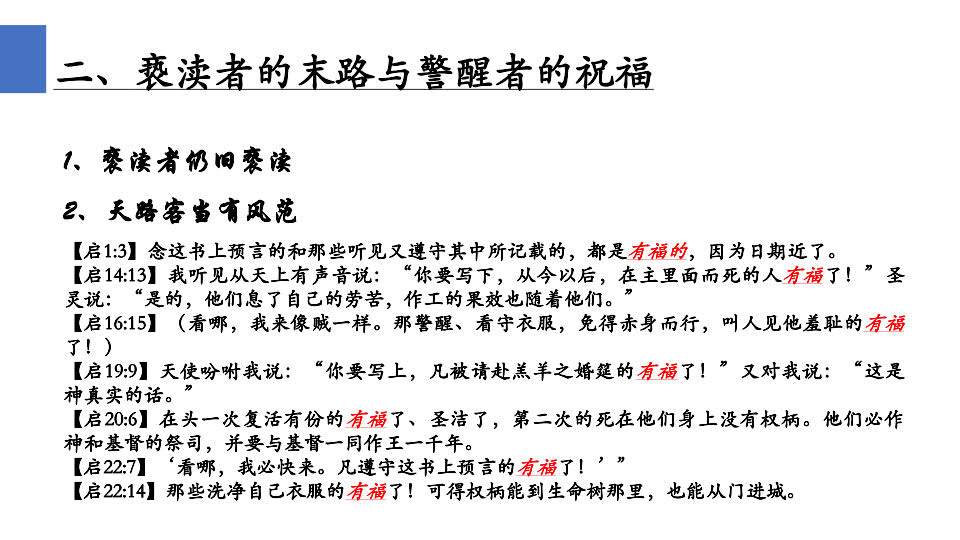 二、亵渎者的末路与警醒者的祝福
1、亵渎者仍旧亵渎
2、天路客当有风范
【启1:3】念这书上预言的和那些听见又遵守其中所记载的，都是有福的，因为日期近了。
【启14:13】我听见从天上有声音说：“你要写下，从今以后，在主里面而死的人有福了！”圣
灵说：“是的，他们息了自己的劳苦，作工的果效也随着他们。”
【启16:15】（看哪，我来像贼一样。那警醒、看守衣服，免得赤身而行，叫人见他羞耻的有福
了！）
【启19:9】天使吩咐我说：“你要写上，凡被请赴羔羊之婚筵的有福了！”又对我说：“这是
神真实的话。”
【启20:6】在头一次复活有份的有福了、圣洁了，第二次的死在他们身上没有权柄。他们必作
神和基督的祭司，并要与基督一同作王一千年。
【启22:7】‘看哪，我必快来。凡遵守这书上预言的有福了！’”
【启22:14】那些洗净自己衣服的有福了！可得权柄能到生命树那里，也能从门进城。